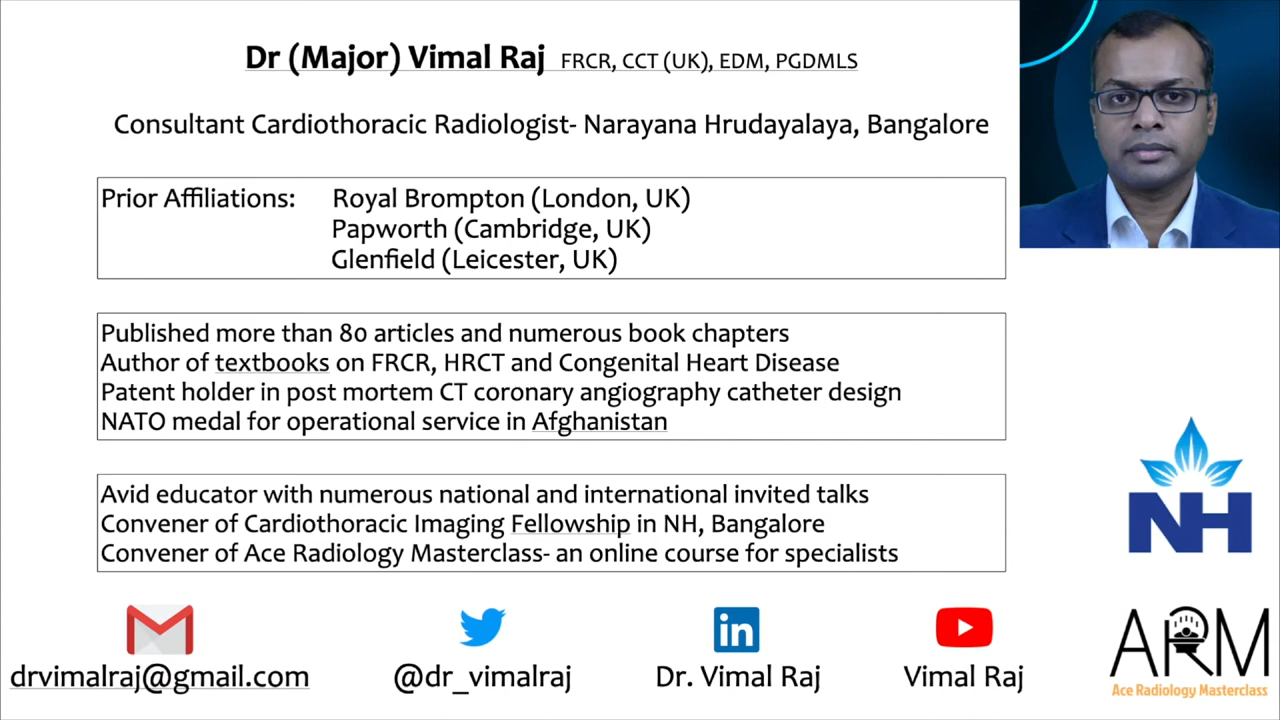 Dr (Major) Vimal Raj FRCR, CCT (UK), EDM, PGDMLS
Consultant Cardiothoracic Radiologist- Narayana Hrudayalaya, Bangalore
Prior Affiliations: Royal Brompton (London, UK)
Papworth (Cambridge, UK)
Glenfield (Leicester, UK)
Published more than 80 articles and numerous book chapters
Author of textbooks on FRCR, HRCT and Congenital Heart Disease
Patent holder in post mortem CT coronary angiography catheter design
NATO medal for operational service in Afghanistan
Avid educator with numerous national and international invited talks
Convener of Cardiothoracic Imaging Fellowship in NH, Bangalore
Convener of Ace Radiology Masterclass- an online course for specialists
NH
in
drvimalraj@gmail.com @dr_vimalraj Dr. Vimal Raj Vimal Raj
ARM
Ace Radiology Masterclass